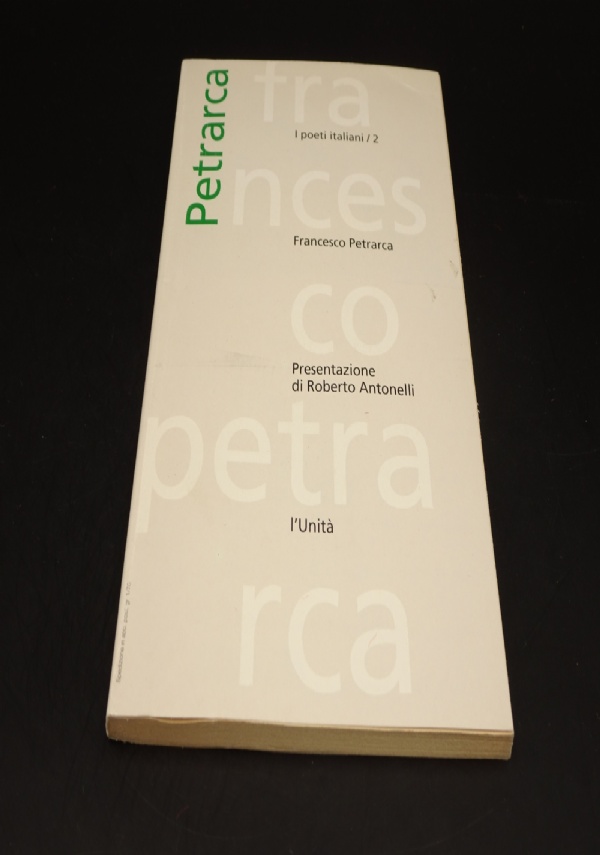 Petrarca
fra
I poeti italiani / 2
nces
Francesco Petrarca
co
Presentazione
di Roberto Antonelli
petra
l'Unità
rca